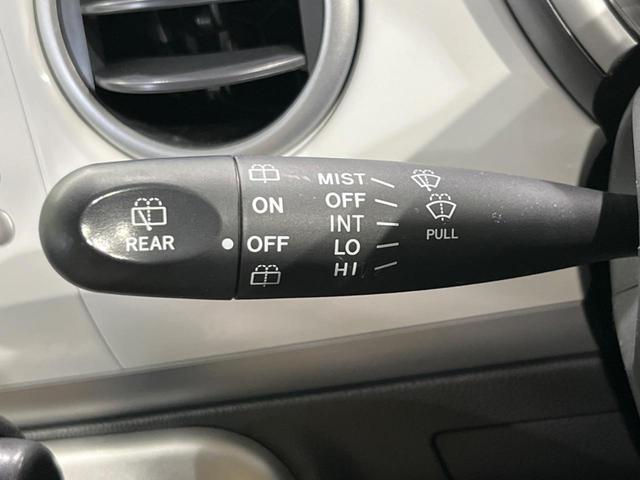 REAR
ON
OFF
MIST
OFF
INT
LO
HI
PULL